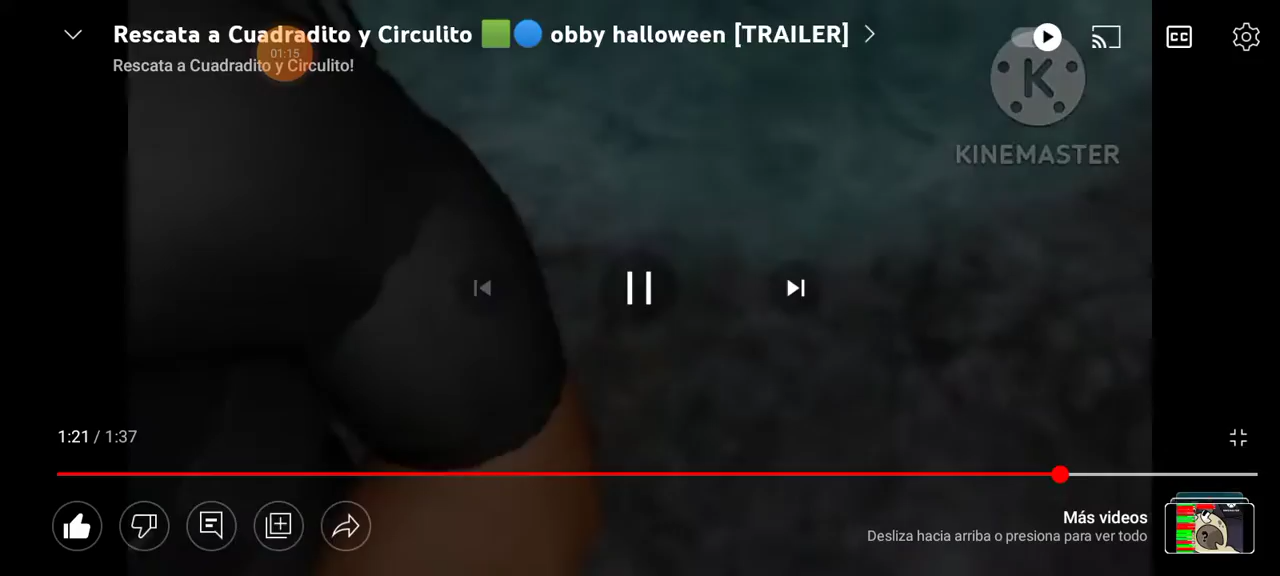 Rescata a Cuadradito y Circulito 🟩🔵 obby halloween [TRAILER]
01:15
Rescata a Cuadradito y Circulito!
CC
K
KINEMASTER
1:21 / 1:37
Más videos
Desliza hacia arriba o presiona para ver todo